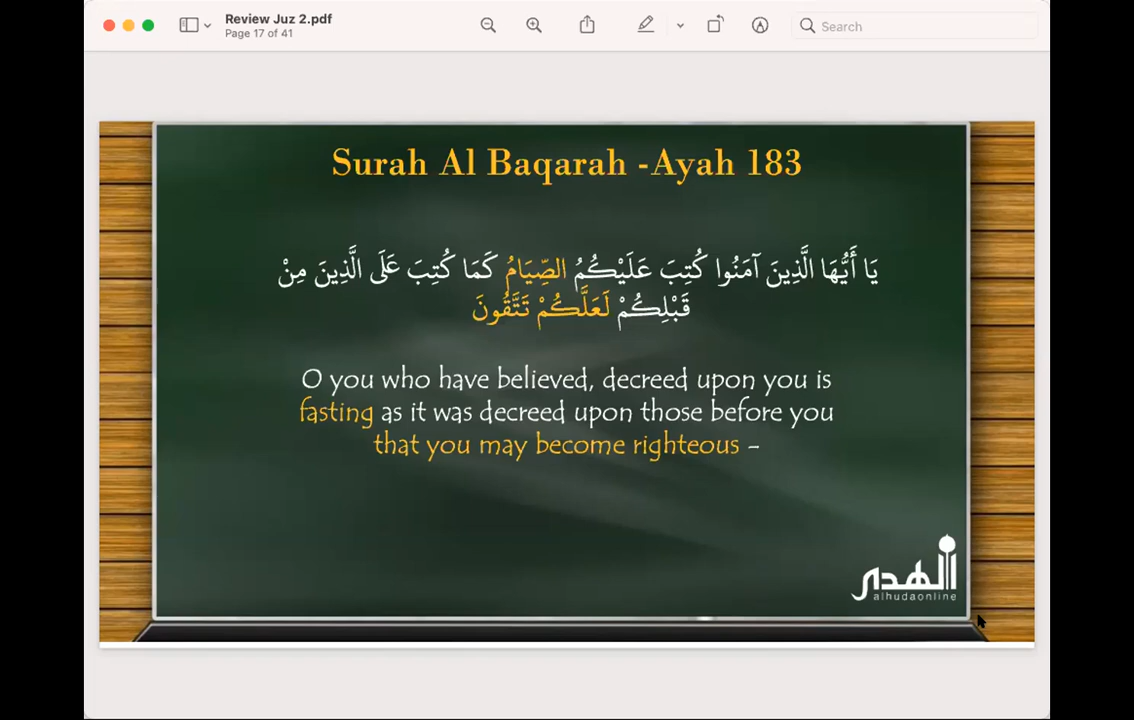 Review Juz 2.pdf
Page 17 of 41
Search
Surah Al Baqarah -Ayah 183
يَا أَيُّهَا الَّذِينَ آمَنُوا كُتِبَ عَلَيْكُمُ الصِّيَامُ كَمَا كُتِبَ عَلَى الَّذِينَ مِنْ
قَبْلِكُمْ لَعَلَّكُمْ تَتَّقُونَ
O you who have believed, decreed upon you is
fasting as it was decreed upon those before you
that you may become righteous -
الهدى
alhudaonline